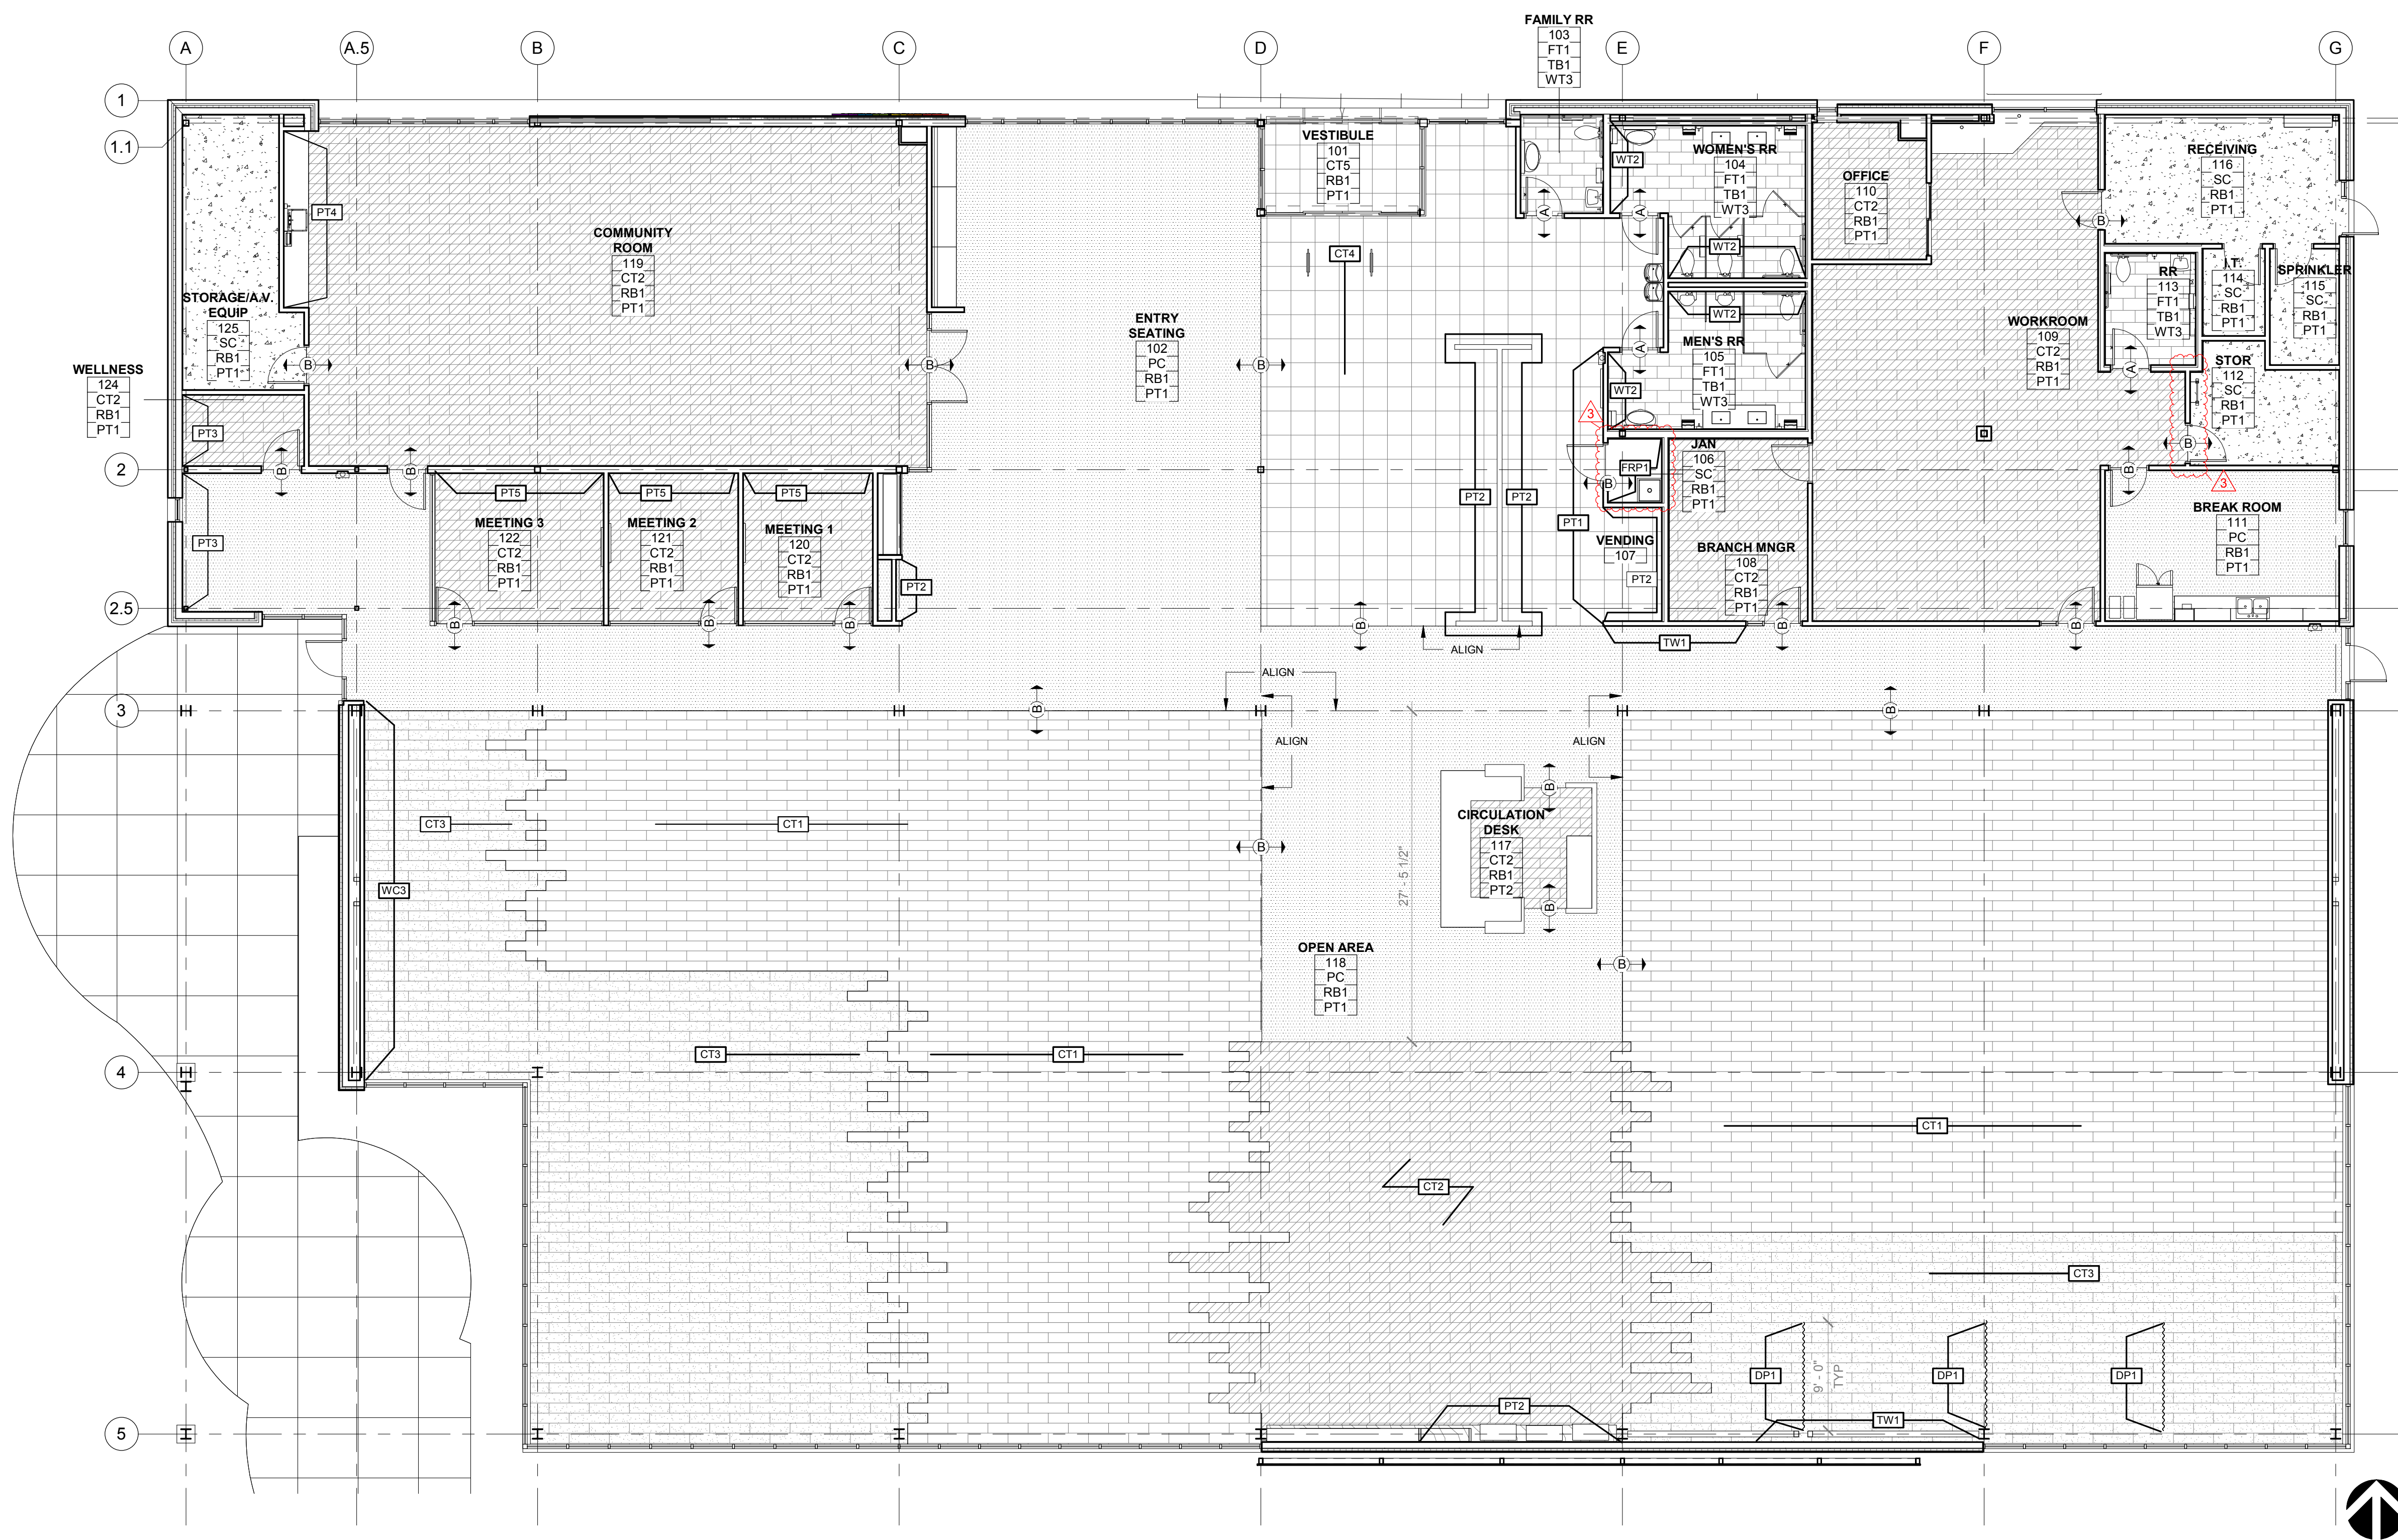 FAMILY RR
103
FT1
TB1
WT3
A
A.5
B
C
D
E
F
G
1
1.1
2
2.5
3
4
5
VESTIBULE
101
CT5
RB1
PT1
WOMEN'S RR
104
FT1
TB1
WT3
WT2
WT2
A
A
OFFICE
110
CT2
RB1
PT1
RECEIVING
116
SC
RB1
PT1
B
PT4
COMMUNITY
ROOM
119
CT2
RB1
PT1
CT4
STORAGE/A.V.
EQUIP
125
SC
RB1
PT1
B
ENTRY
SEATING
102
PC
RB1
PT1
B
B
WT2
MEN'S RR
105
FT1
TB1
WT3
WT2
A
WORKROOM
109
CT2
RB1
PT1
RR
113
FT1
TB1
WT3
A
I.T.
114
SC
RB1
PT1
SPRINKLER
115
SC
RB1
PT1
STOR
112
SC
RB1
PT1
B
3
WELLNESS
124
CT2
RB1
PT1
PT3
B
B
PT3
PT5
PT5
PT5
MEETING 3
122
CT2
RB1
PT1
MEETING 2
121
CT2
RB1
PT1
MEETING 1
120
CT2
RB1
PT1
B
B
B
PT2
PT2
PT2
PT1
3
JAN
106
SC
RB1
PT1
FRP1
B
VENDING
107
PT2
BRANCH MNGR
108
CT2
RB1
PT1
B
B
B
B
BREAK ROOM
111
PC
RB1
PT1
TW1
ALIGN
ALIGN
ALIGN
ALIGN
B
B
CT3
CT1
WC3
B
27' - 5 1/2"
CIRCULATION
DESK
117
CT2
RB1
PT2
B
B
OPEN AREA
118
PC
RB1
PT1
B
CT3
CT1
CT1
CT2
CT3
DP1
9' - 0"
TYP
DP1
DP1
PT2
TW1